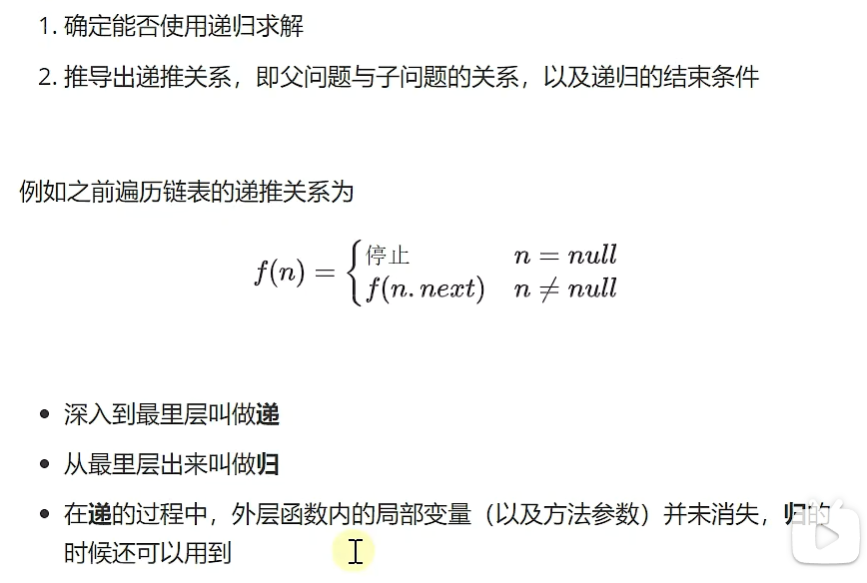 1. 确定能否使用递归求解
2. 推导出递推关系，即父问题与子问题的关系，以及递归的结束条件
例如之前遍历链表的递推关系为
f(n) = { 停止 n = null
f(n.next) n ≠ null
• 深入到最里层叫做递
• 从最里层出来叫做归
• 在递的过程中，外层函数内的局部变量（以及方法参数）并未消失，归的
时候还可以用到